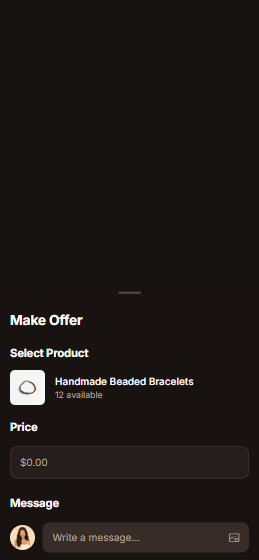 Make Offer
Select Product
Handmade Beaded Bracelets
12 available
Price
$0.00
Message
Write a message...